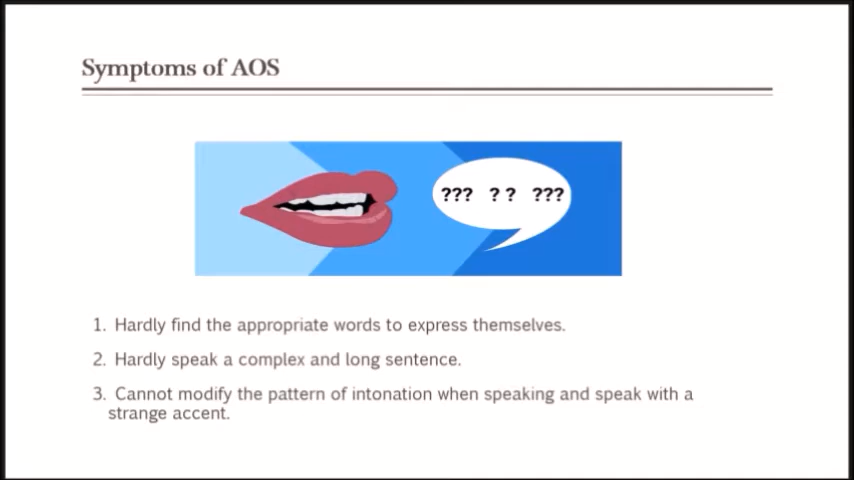 Symptoms of AOS
??? ? ? ???
1. Hardly find the appropriate words to express themselves.
2. Hardly speak a complex and long sentence.
3. Cannot modify the pattern of intonation when speaking and speak with a
strange accent.